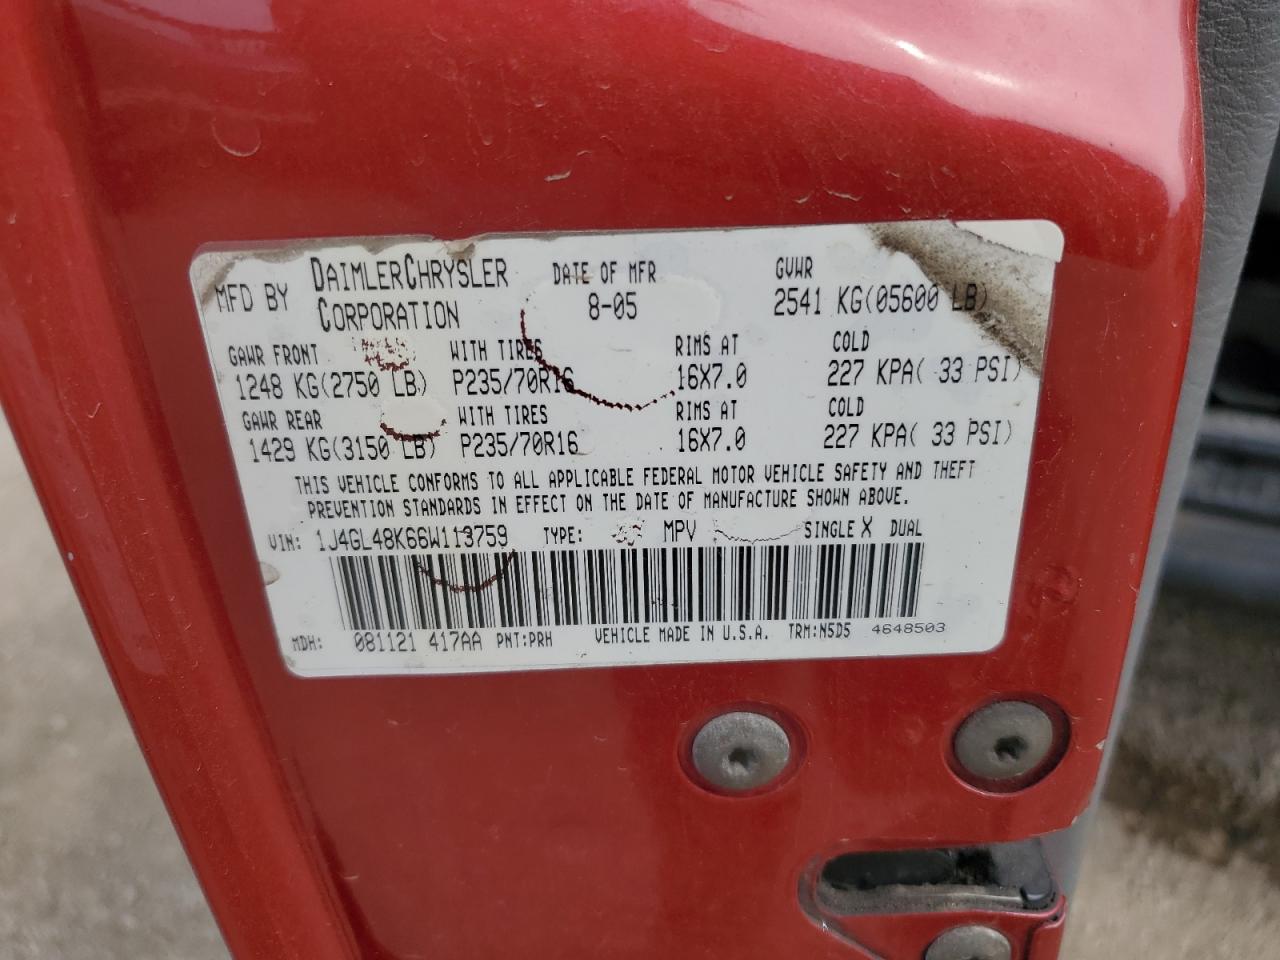 MFD BY DAIMLERCHRYSLER CORPORATION DATE OF MFR 8-05 GVWR 2541 KG(05600 LB)
GAWR FRONT WITH TIRES RIMS AT COLD
1248 KG(2750 LB) P235/70R16 16X7.0 227 KPA( 33 PSI)
GAWR REAR WITH TIRES RIMS AT COLD
1429 KG(3150 LB) P235/70R16 16X7.0 227 KPA( 33 PSI)
THIS VEHICLE CONFORMS TO ALL APPLICABLE FEDERAL MOTOR VEHICLE SAFETY AND THEFT
PREVENTION STANDARDS IN EFFECT ON THE DATE OF MANUFACTURE SHOWN ABOVE.
VIN: 1J4GL48K66W113759 TYPE: MPV SINGLE X DUAL
MDH: 081121 417AA PNT:PRH VEHICLE MADE IN U.S.A. TRM:N5D5 4648503